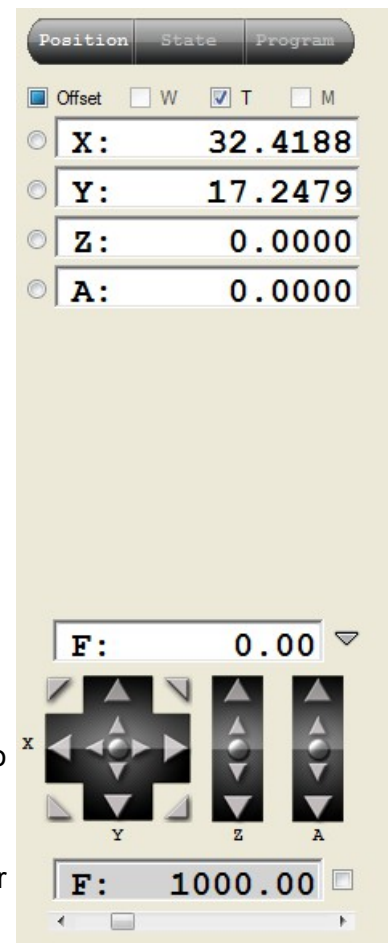 Position State Program
Offset W T M
X: 32.4188
Y: 17.2479
Z: 0.0000
A: 0.0000
F: 0.00
X
Y Z A
F: 1000.00